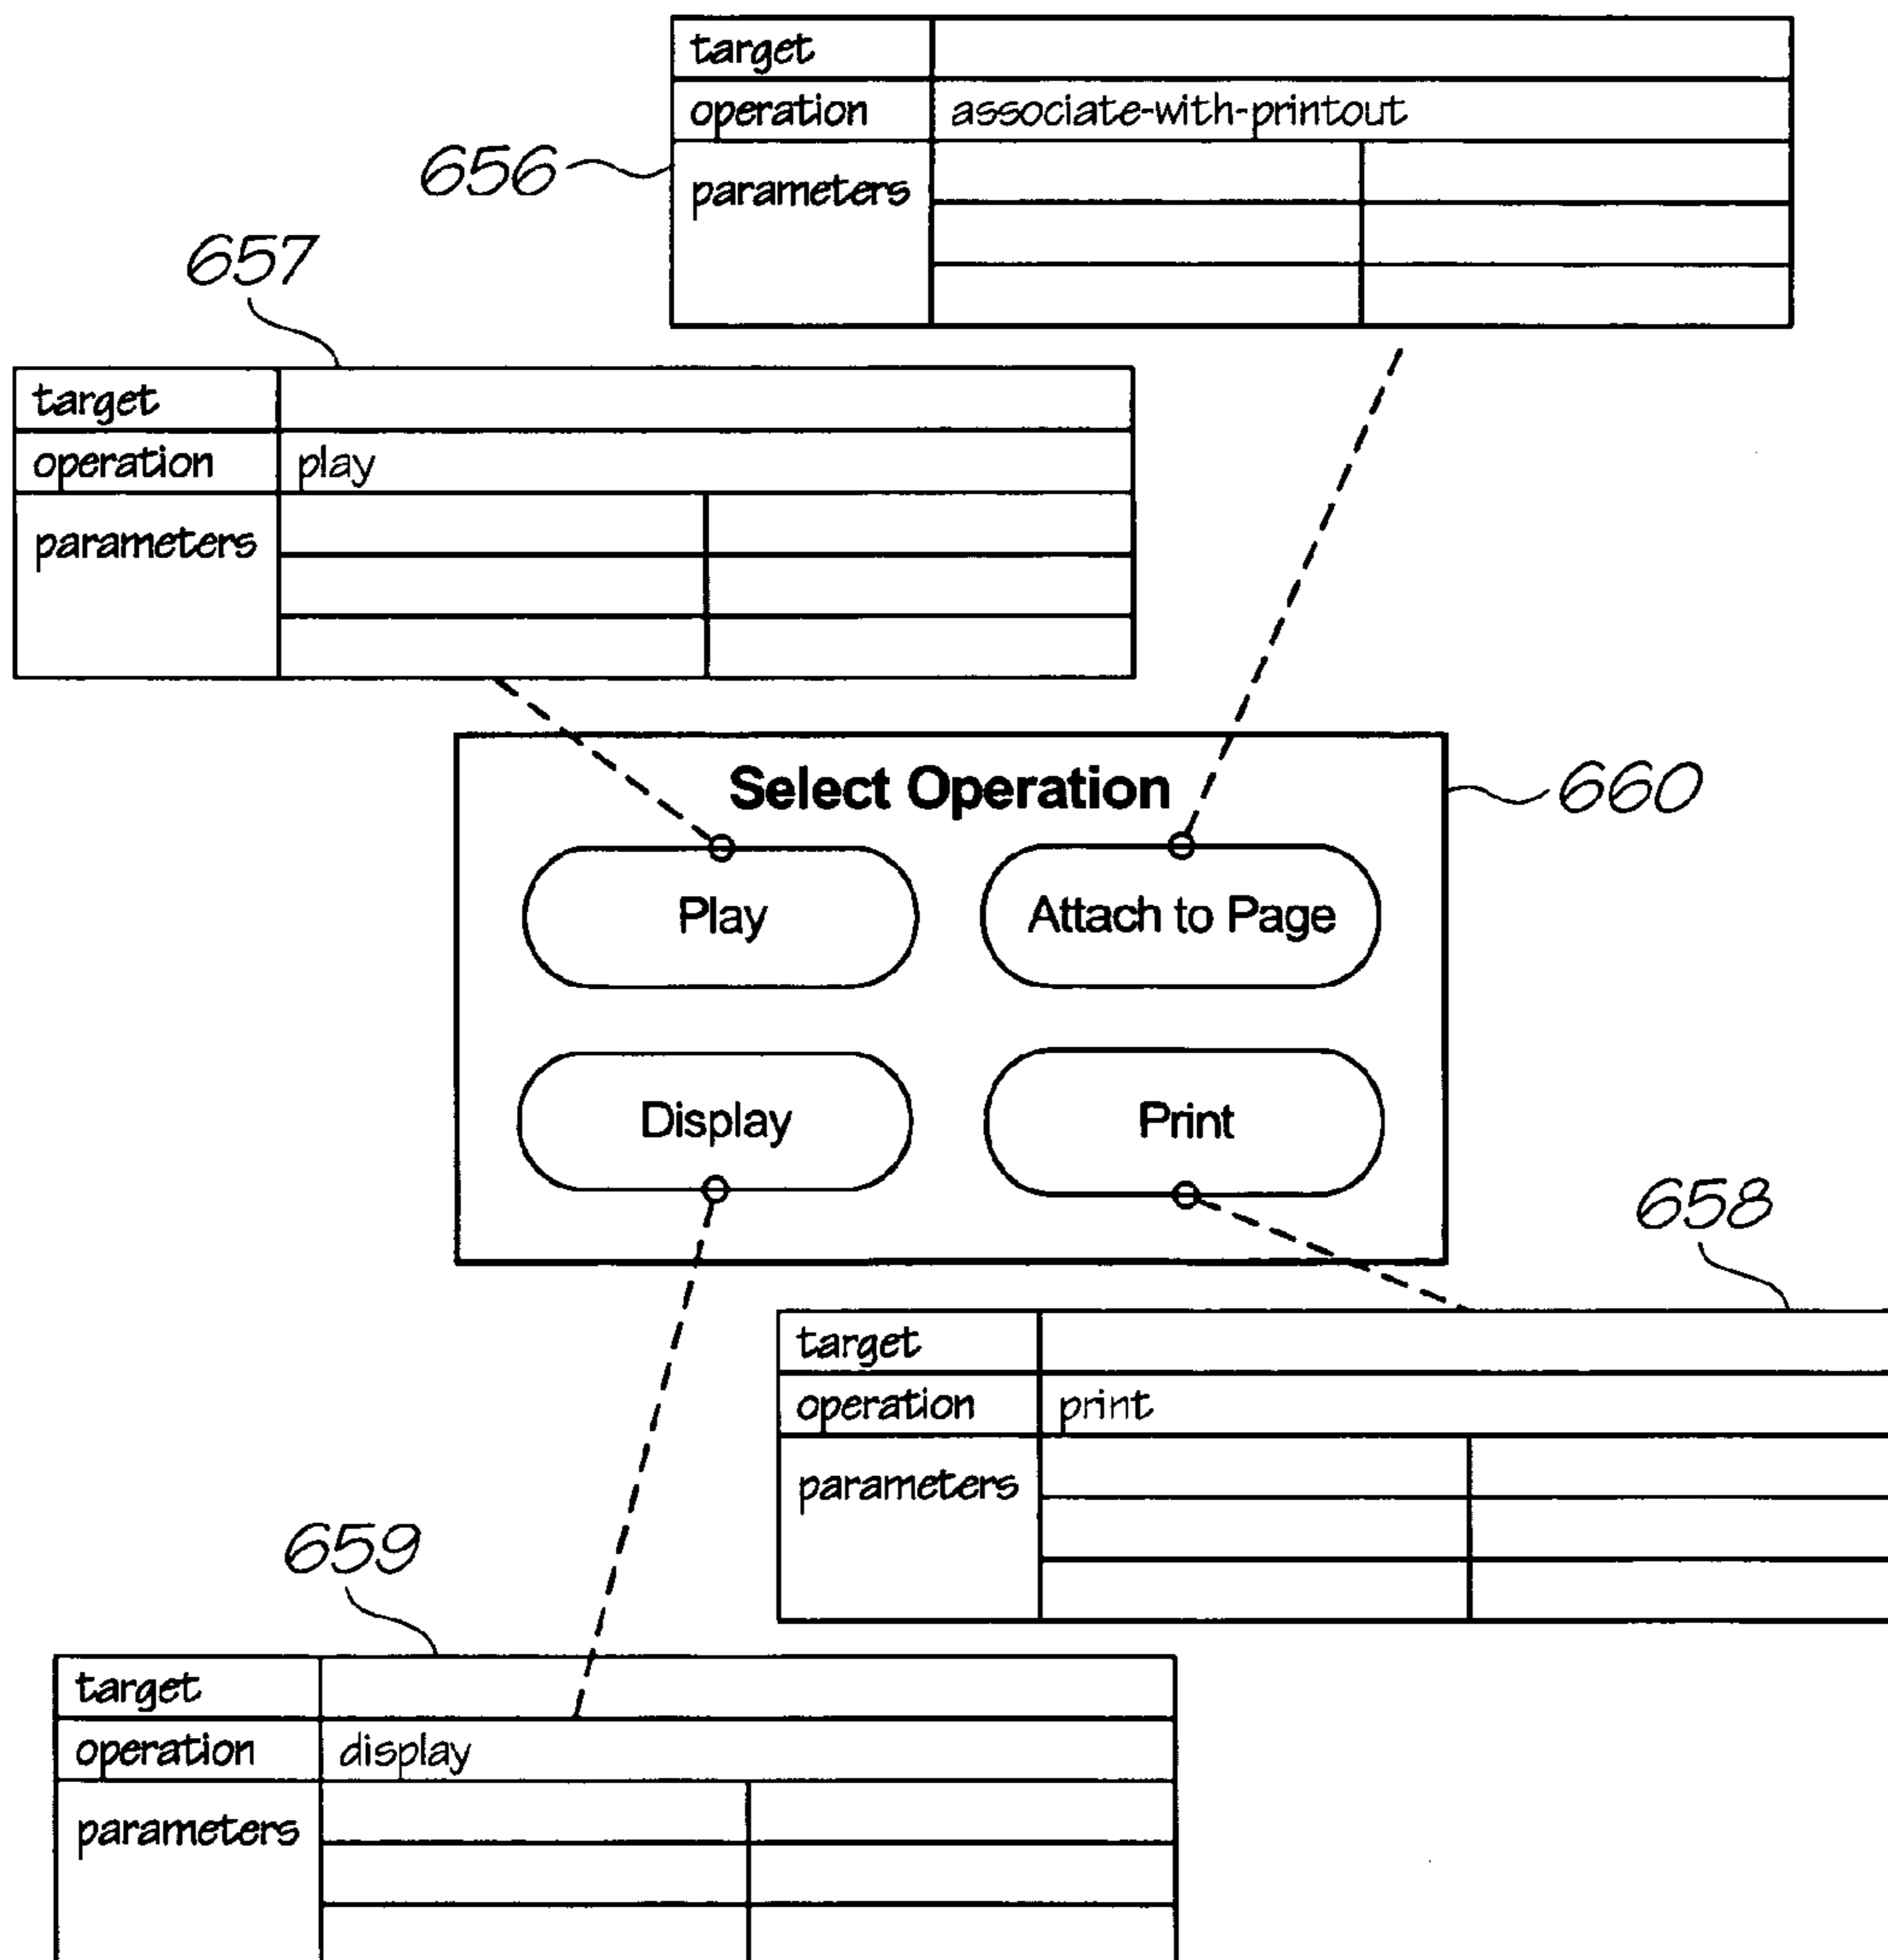 target
operation associate-with-printout
656
parameters
657
target
operation play
parameters
Select Operation
660
Play Attach to Page
Display Print
658
target
operation print
parameters
659
target
operation display
parameters